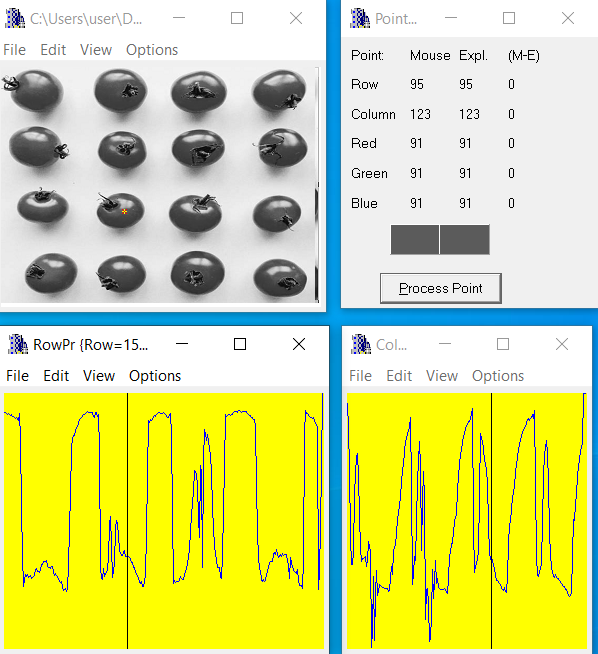 C:\Users\user\D...
File Edit View Options
Point...
Point: Mouse Expl. (M-E)
Row 95 95 0
Column 123 123 0
Red 91 91 0
Green 91 91 0
Blue 91 91 0
Process Point
RowPr {Row=15...
File Edit View Options
Col...
File Edit View Options